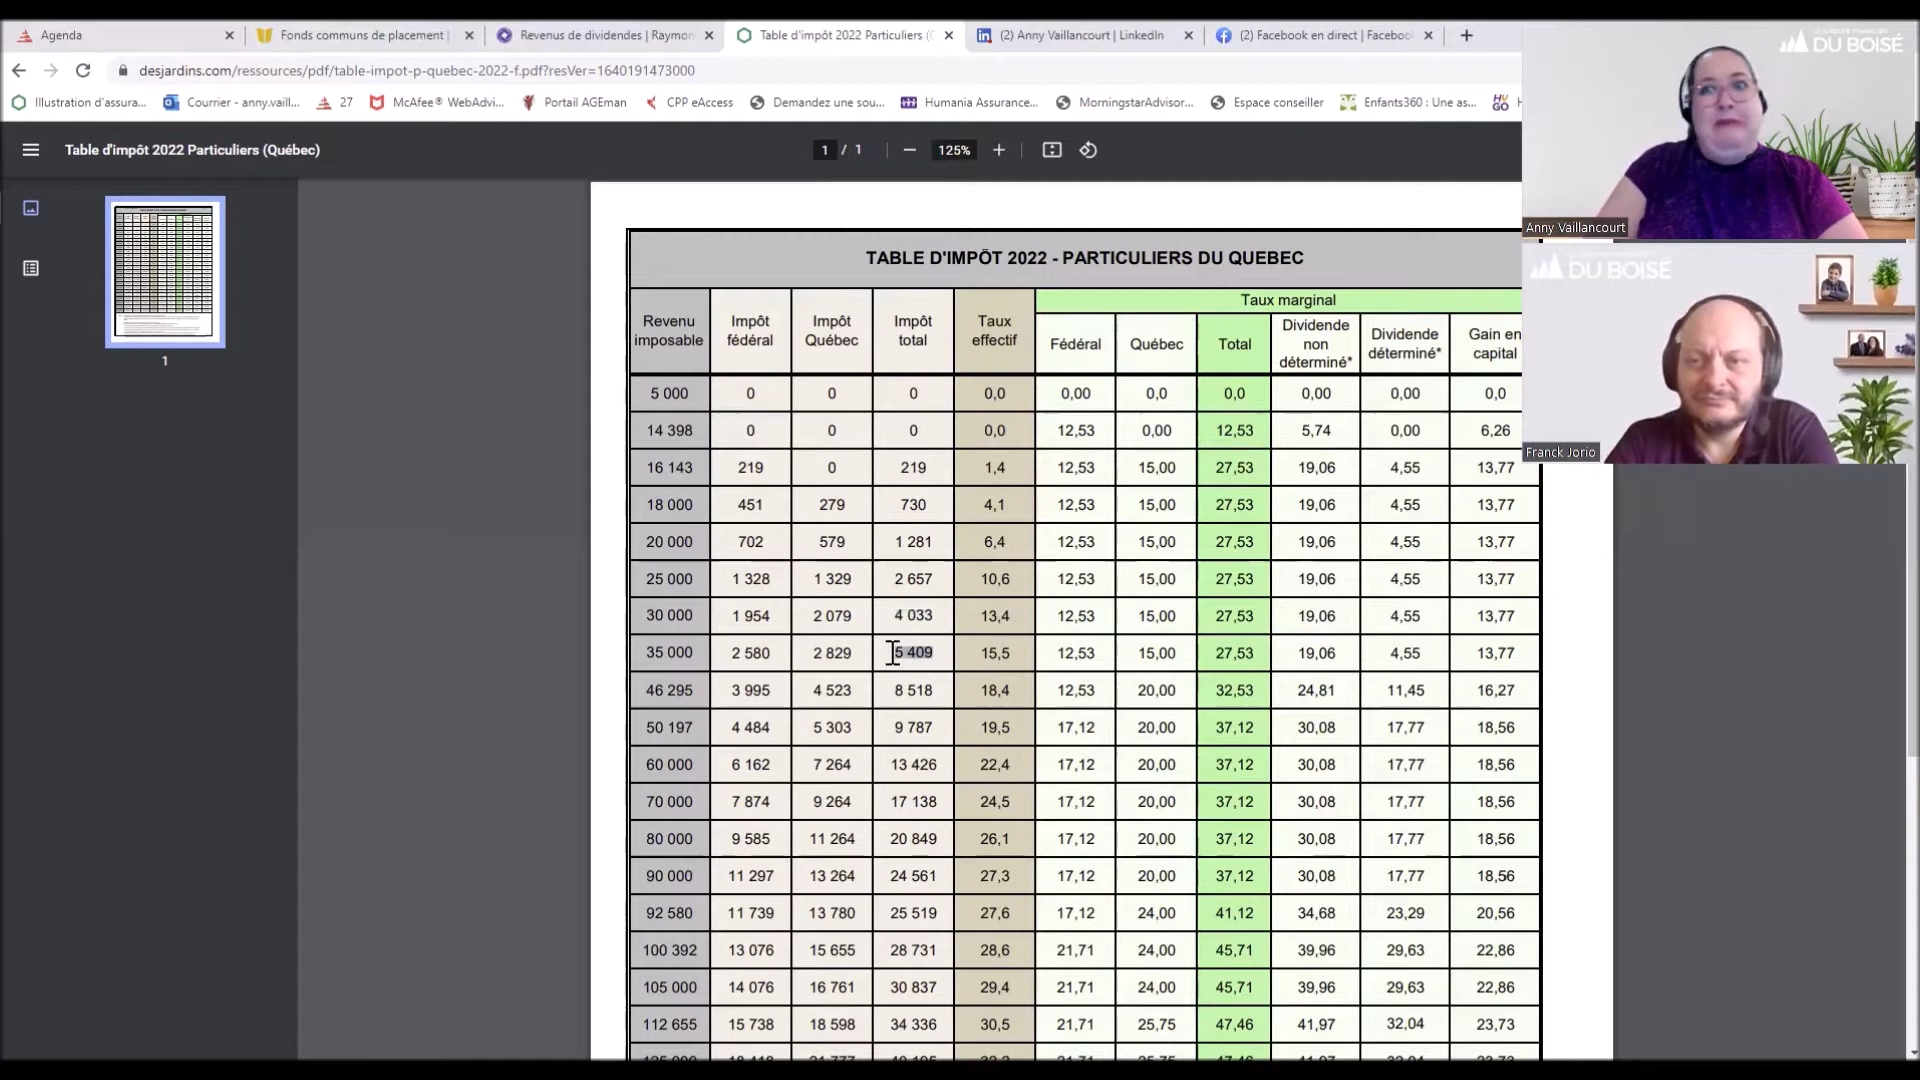 Agenda
Fonds communs de placement |
Revenus de dividendes | Raymon
Table d'impôt 2022 Particuliers (
(2) Anny Vaillancourt | LinkedIn
(2) Facebook en direct | Faceboo
desjardins.com/ressources/pdf/table-impot-p-quebec-2022-f.pdf?resVer=1640191473000
Illustration d'assura...
Courrier - anny.vaill...
27
McAfee® WebAdvi...
Portail AGEman
CPP eAccess
Demandez une sou...
Humania Assurance...
MorningstarAdvisor...
Espace conseiller
Enfants360 : Une as...
HUGO
Table d'impôt 2022 Particuliers (Québec)
1 / 1
125%
1
DU BOISÉ
Anny Vaillancourt
DU BOISÉ
Franck Jorio
TABLE D'IMPÔT 2022 - PARTICULIERS DU QUEBEC
Taux marginal
Revenu imposable Impôt fédéral Impôt Québec Impôt total Taux effectif Fédéral Québec Total Dividende non déterminé* Dividende déterminé* Gain en capital
5 000 0 0 0 0,0 0,00 0,0 0,0 0,00 0,00 0,0
14 398 0 0 0 0,0 12,53 0,00 12,53 5,74 0,00 6,26
16 143 219 0 219 1,4 12,53 15,00 27,53 19,06 4,55 13,77
18 000 451 279 730 4,1 12,53 15,00 27,53 19,06 4,55 13,77
20 000 702 579 1 281 6,4 12,53 15,00 27,53 19,06 4,55 13,77
25 000 1 328 1 329 2 657 10,6 12,53 15,00 27,53 19,06 4,55 13,77
30 000 1 954 2 079 4 033 13,4 12,53 15,00 27,53 19,06 4,55 13,77
35 000 2 580 2 829 5 409 15,5 12,53 15,00 27,53 19,06 4,55 13,77
46 295 3 995 4 523 8 518 18,4 12,53 20,00 32,53 24,81 11,45 16,27
50 197 4 484 5 303 9 787 19,5 17,12 20,00 37,12 30,08 17,77 18,56
60 000 6 162 7 264 13 426 22,4 17,12 20,00 37,12 30,08 17,77 18,56
70 000 7 874 9 264 17 138 24,5 17,12 20,00 37,12 30,08 17,77 18,56
80 000 9 585 11 264 20 849 26,1 17,12 20,00 37,12 30,08 17,77 18,56
90 000 11 297 13 264 24 561 27,3 17,12 20,00 37,12 30,08 17,77 18,56
92 580 11 739 13 780 25 519 27,6 17,12 24,00 41,12 34,68 23,29 20,56
100 392 13 076 15 655 28 731 28,6 21,71 24,00 45,71 39,96 29,63 22,86
105 000 14 076 16 761 30 837 29,4 21,71 24,00 45,71 39,96 29,63 22,86
112 655 15 738 18 598 34 336 30,5 21,71 25,75 47,46 41,97 32,04 23,73